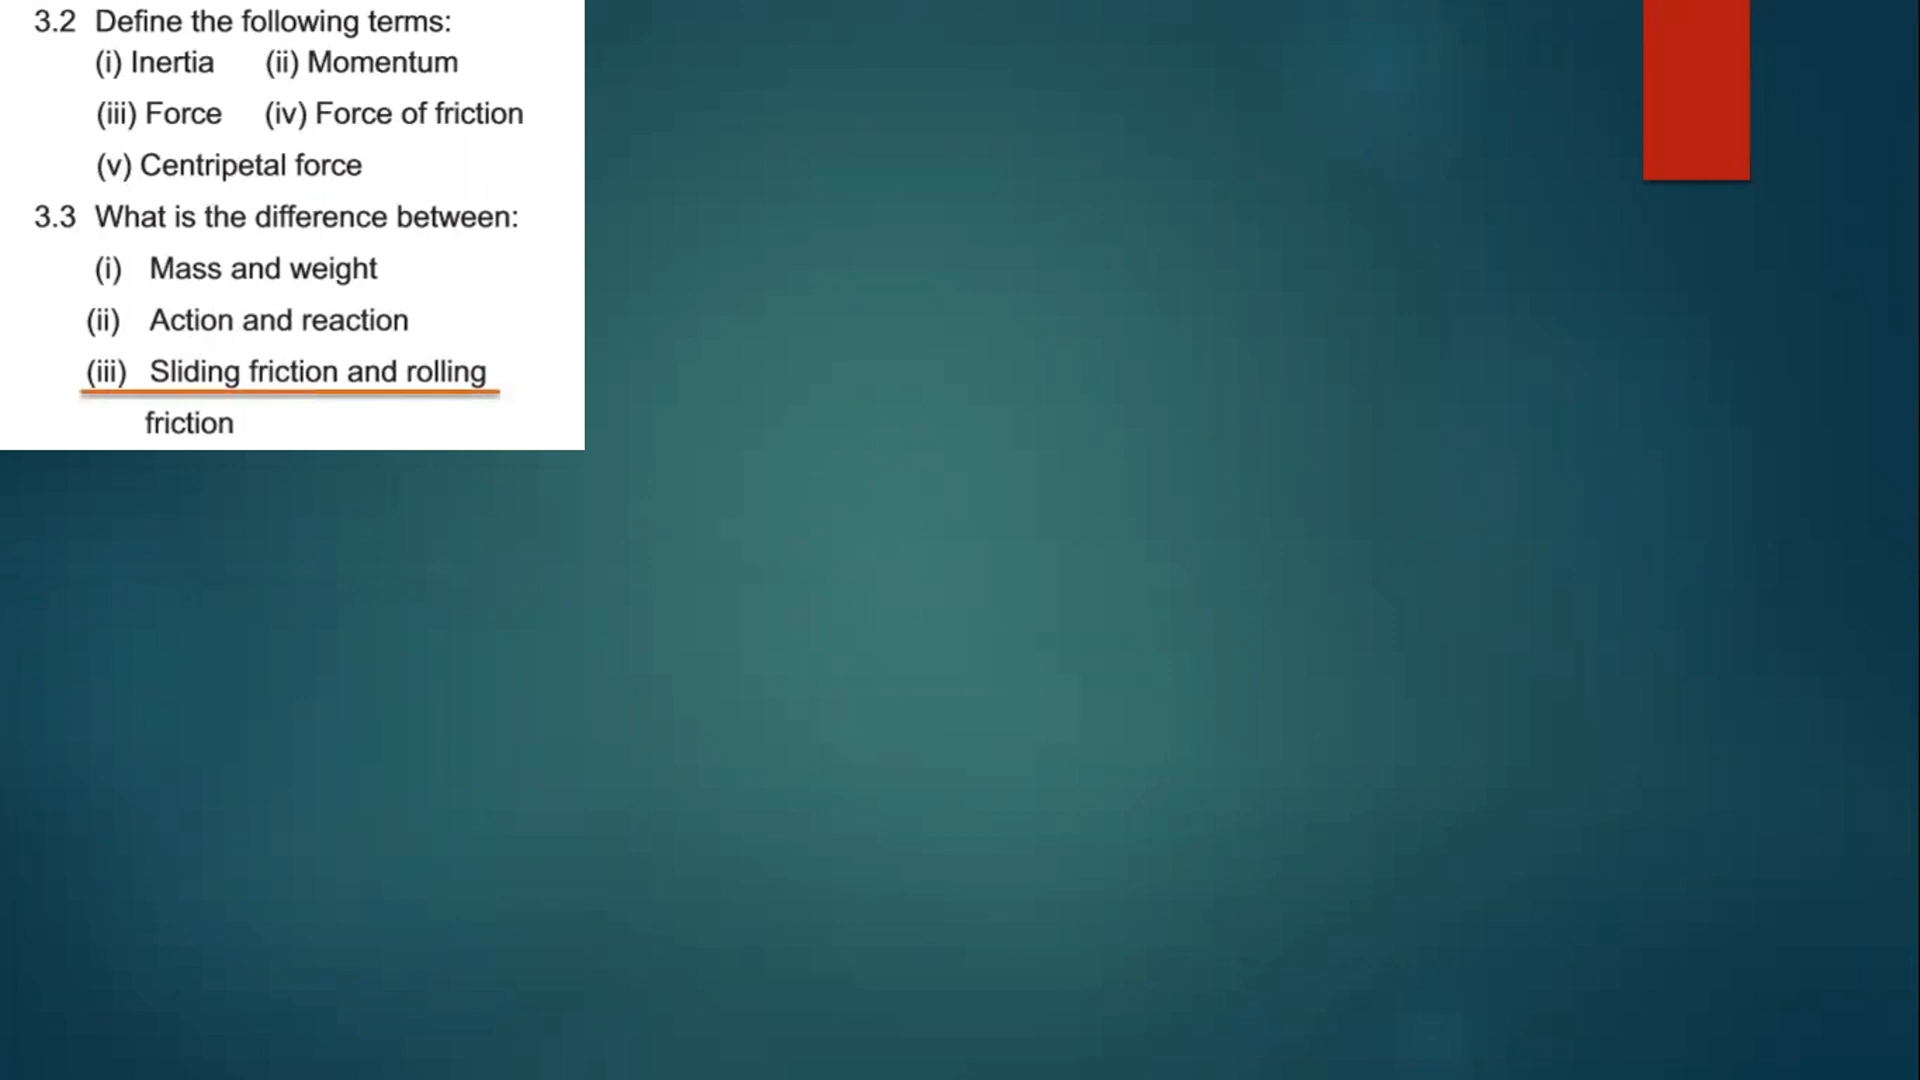 3.2 Define the following terms:
(i) Inertia (ii) Momentum
(iii) Force (iv) Force of friction
(v) Centripetal force
3.3 What is the difference between:
(i) Mass and weight
(ii) Action and reaction
(iii) Sliding friction and rolling
friction